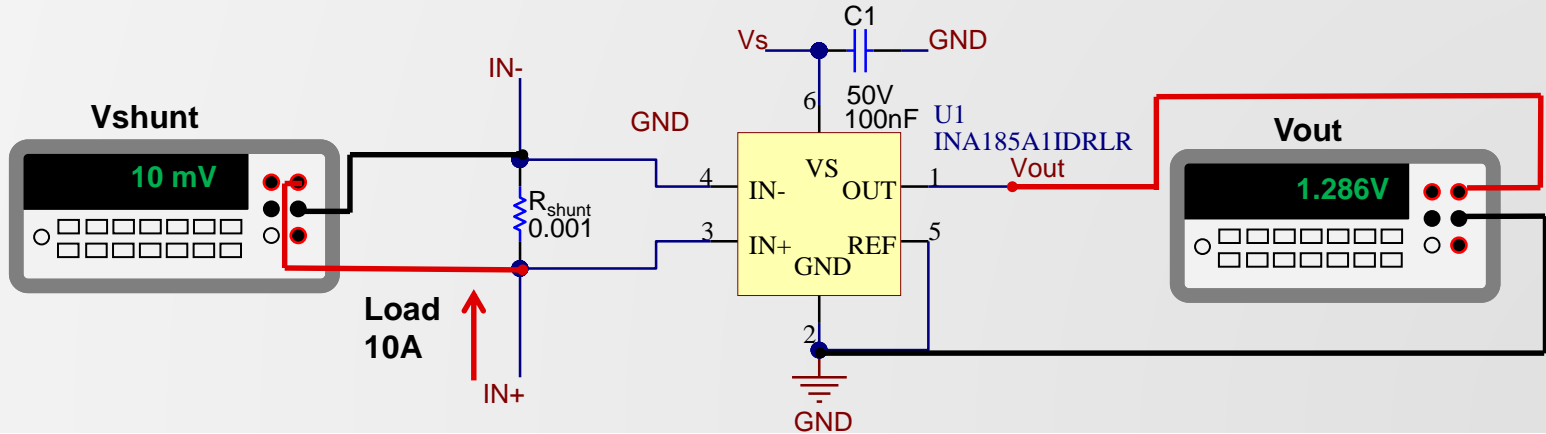 C1
Vs
GND
IN-
50V
100nF
6
U1
INA185A1IDRLR
Vshunt
GND
Vout
10 mV
VS
4
IN-
OUT
1
Vout
1.286V
Rshunt
0.001
3
IN+
REF
5
GND
Load
10A
2
IN+
GND